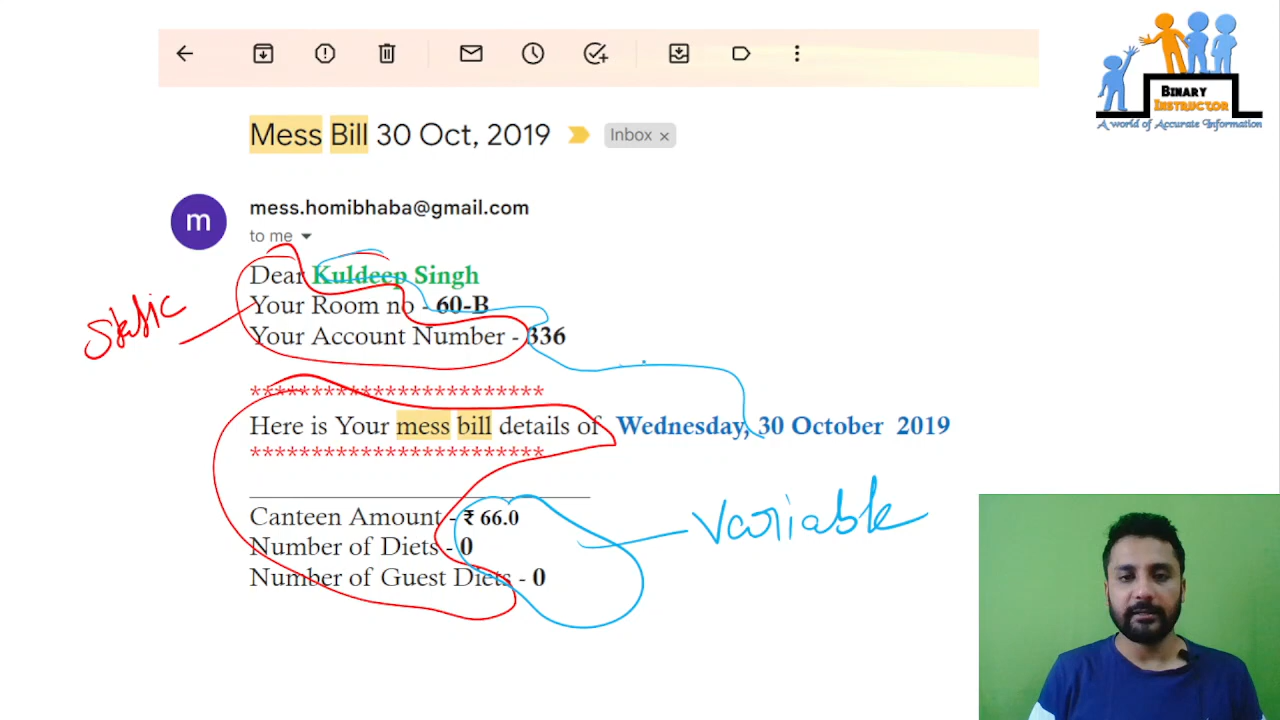 BINARY
INSTRUCTOR
A world of Accurate Information
Mess Bill 30 Oct, 2019
Inbox ×
m
mess.homibhaba@gmail.com
to me
Dear Kuldeep Singh
Your Room no - 60-B
Your Account Number - 336
static
************************
Here is Your mess bill details of Wednesday, 30 October 2019
************************
Canteen Amount - ₹ 66.0
Variable
Number of Diets - 0
Number of Guest Diets - 0